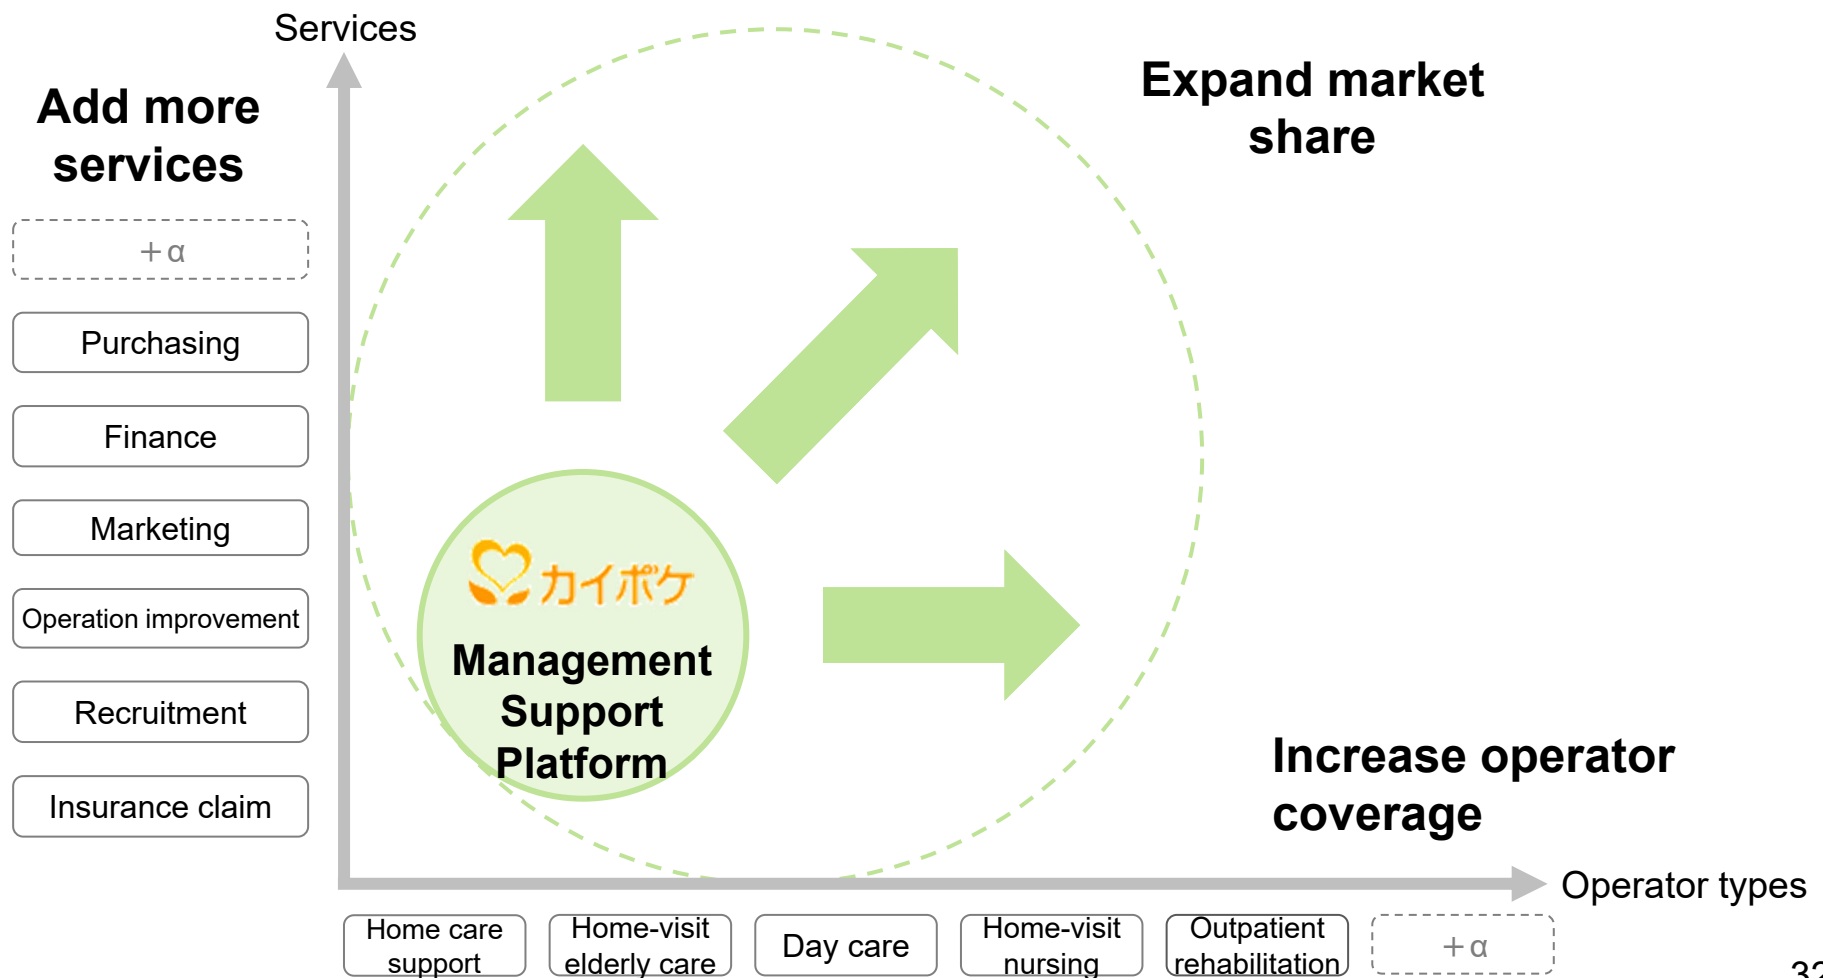 Services
Add more
services
＋α
Purchasing
Finance
Marketing
Operation improvement
Recruitment
Insurance claim
Expand market
share
カイポケ
Management
Support
Platform
Increase operator
coverage
Operator types
Home care
support
Home-visit
elderly care
Day care
Home-visit
nursing
Outpatient
rehabilitation
＋α
32